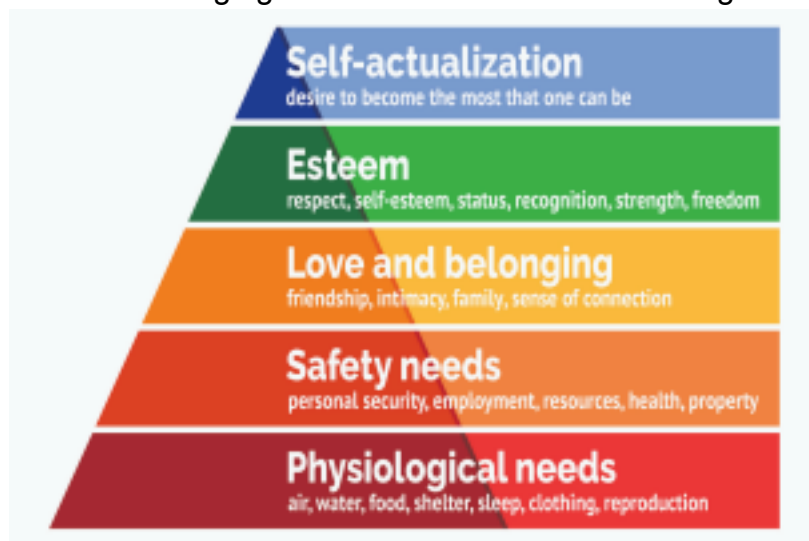 Self-actualization
desire to become the most that one can be
Esteem
respect, self-esteem, status, recognition, strength, freedom
Love and belonging
friendship, intimacy, family, sense of connection
Safety needs
personal security, employment, resources, health, property
Physiological needs
air, water, food, shelter, sleep, clothing, reproduction